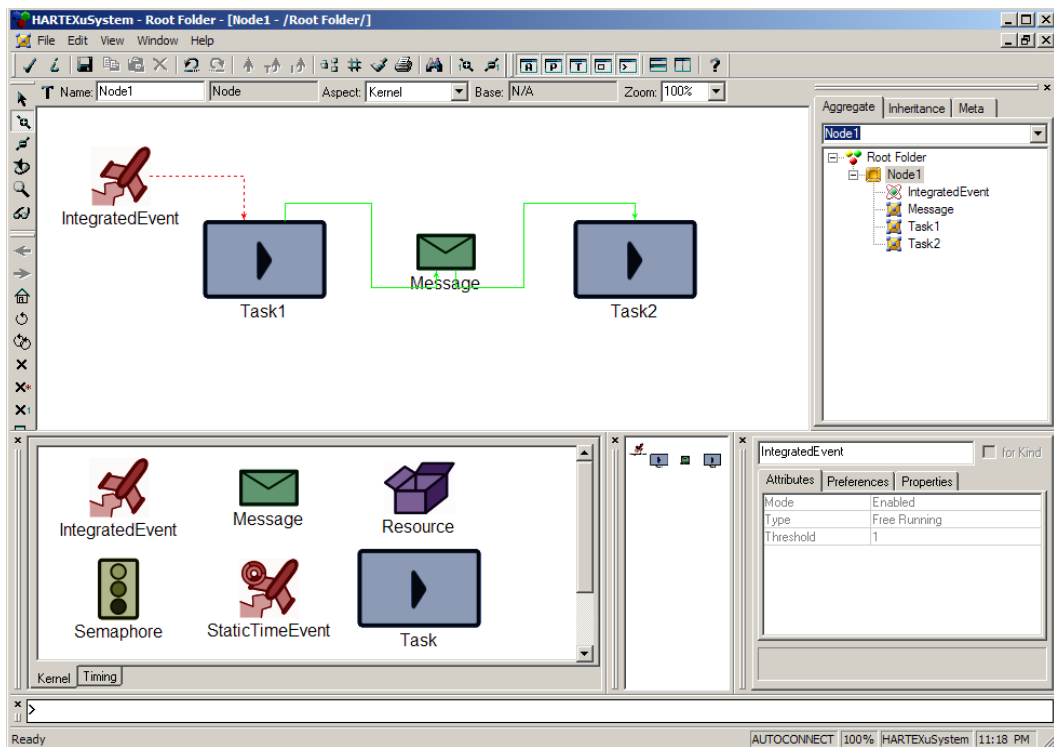 HARTEXuSystem - Root Folder - [Node1 - /Root Folder/]
File Edit View Window Help
Name: Node1 Node Aspect: Kernel Base: N/A Zoom: 100%
IntegratedEvent
Task1
Message
Task2
Aggregate Inheritance Meta
Node1
Root Folder
Node1
IntegratedEvent
Message
Task1
Task2
IntegratedEvent
Message
Resource
Semaphore
StaticTimeEvent
Task
Kernel Timing
IntegratedEvent for Kind
Attributes Preferences Properties
Mode Enabled
Type Free Running
Threshold 1
>
Ready AUTOCONNECT 100% HARTEXuSystem 11:18 PM